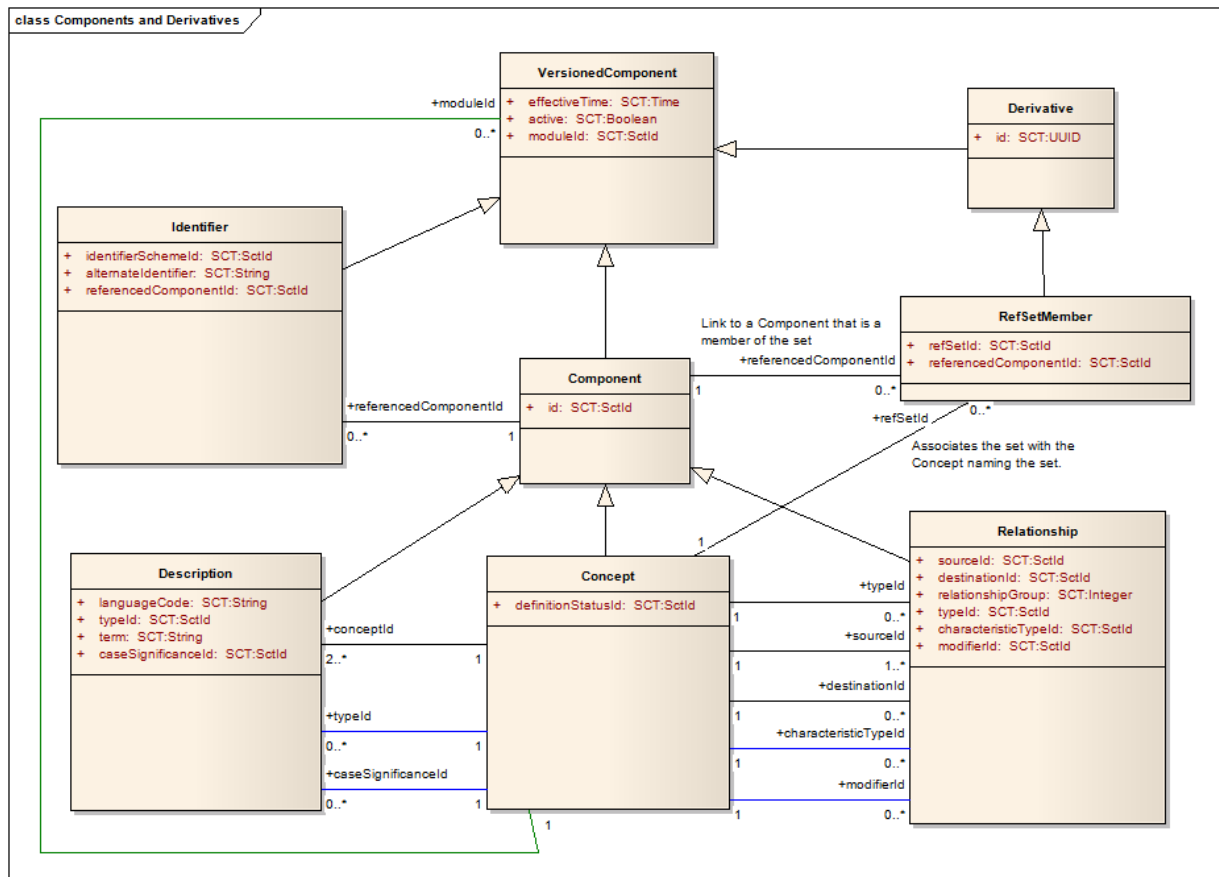 class Components and Derivatives
VersionedComponent
+ effectiveTime: SCT:Time
+ active: SCT:Boolean
+ moduleId: SCT:SctId
+moduleId
0..*
Derivative
+ id: SCT:UUID
Identifier
+ identifierSchemeId: SCT:SctId
+ alternateIdentifier: SCT:String
+ referencedComponentId: SCT:SctId
RefSetMember
+ refSetId: SCT:SctId
+ referencedComponentId: SCT:SctId
Link to a Component that is a
member of the set
+referencedComponentId
1
0..*
Component
+ id: SCT:SctId
+referencedComponentId
0..*
1
+refSetId
0..*
Associates the set with the
Concept naming the set.
1
Description
+ languageCode: SCT:String
+ typeId: SCT:SctId
+ term: SCT:String
+ caseSignificanceId: SCT:SctId
Concept
+ definitionStatusId: SCT:SctId
Relationship
+ sourceId: SCT:SctId
+ destinationId: SCT:SctId
+ relationshipGroup: SCT:Integer
+ typeId: SCT:SctId
+ characteristicTypeId: SCT:SctId
+ modifierId: SCT:SctId
+conceptId
2..*
1
+typeId
0..*
1
+caseSignificanceId
0..*
1
+typeId
1
0..*
+sourceId
1
1..*
+destinationId
1
0..*
+characteristicTypeId
1
0..*
+modifierId
1
0..*
1